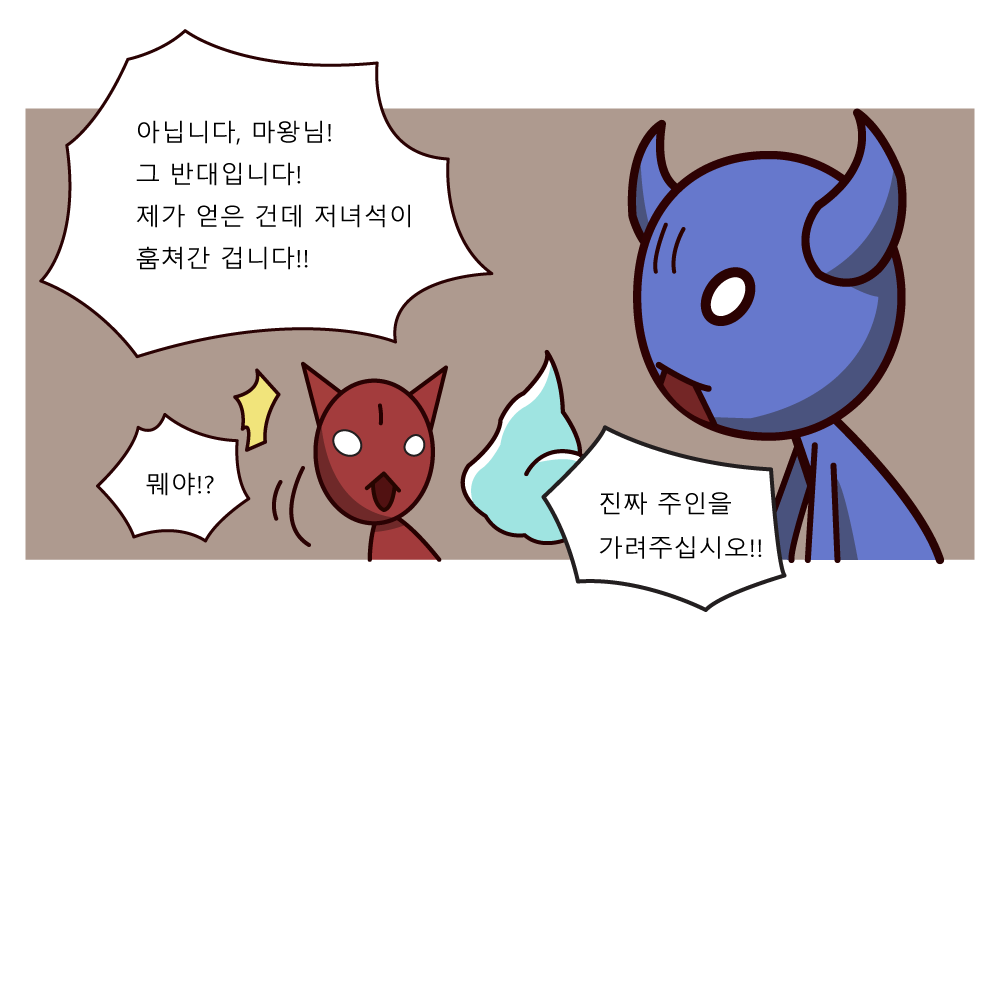 아닙니다, 마왕님!
그 반대입니다!
제가 얻은 건데 저녀석이
훔쳐간 겁니다!!
뭬야!?
진짜 주인을
가려주십시오!!